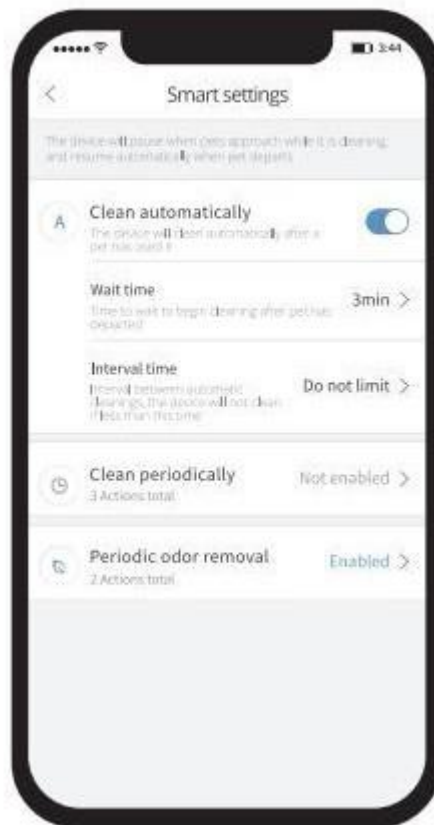 3:44
Smart settings
The device will pause when pets approach while it is cleaning,
and resume automatically when pet departs
A
Clean automatically
The device will clean automatically after a
pet has used it
Wait time
Time to wait to begin cleaning after pet has
departed
3min >
Interval time
Interval between automatic
cleanings, the device will not clean
if less than this time
Do not limit >
Clean periodically
3 Actions total
Not enabled >
Periodic odor removal
2 Actions total
Enabled >